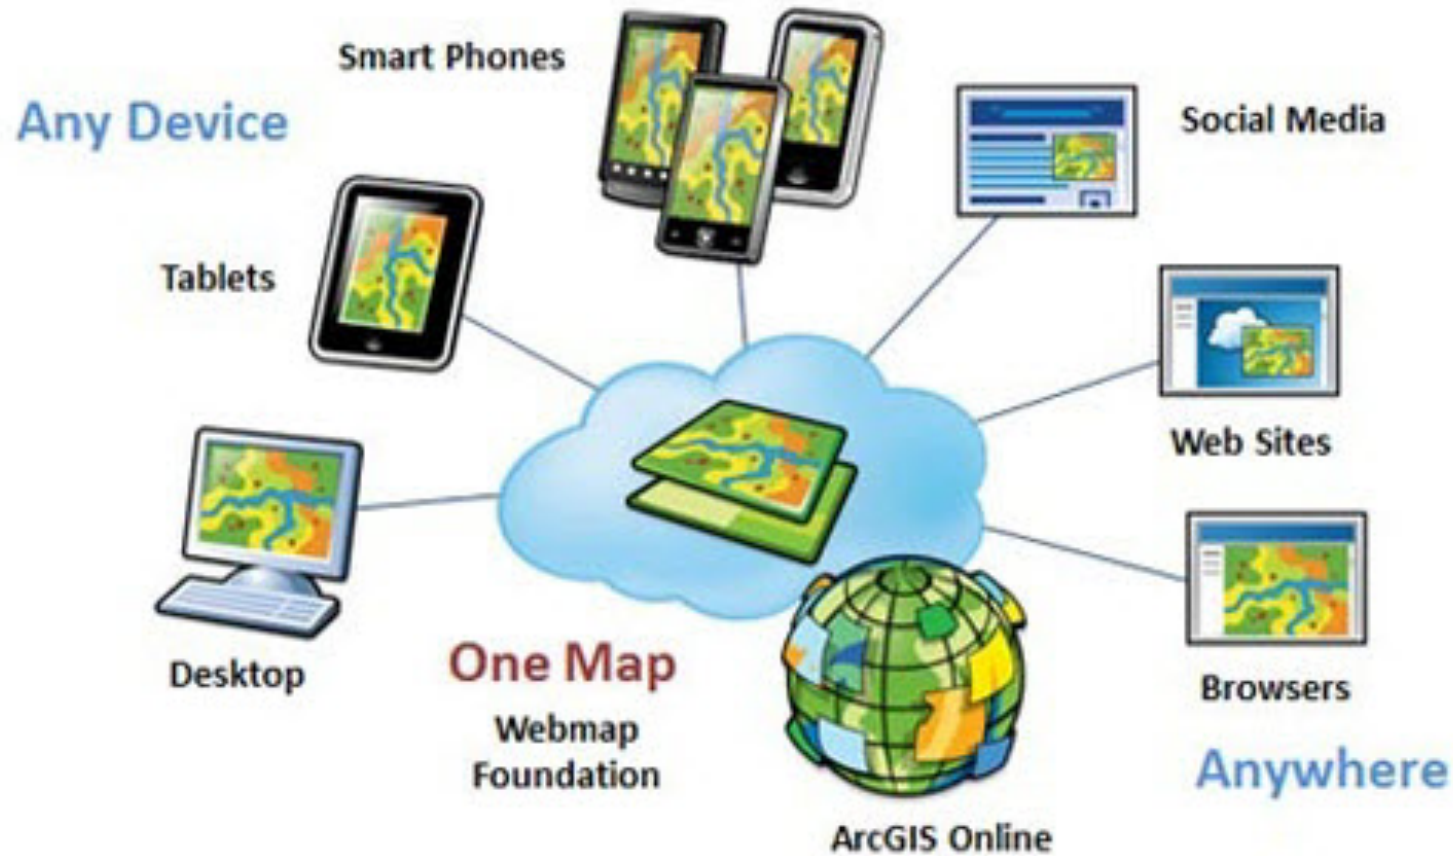 Smart Phones
Any Device
Social Media
Tablets
Web Sites
Desktop
One Map
Webmap
Foundation
Browsers
Anywhere
ArcGIS Online